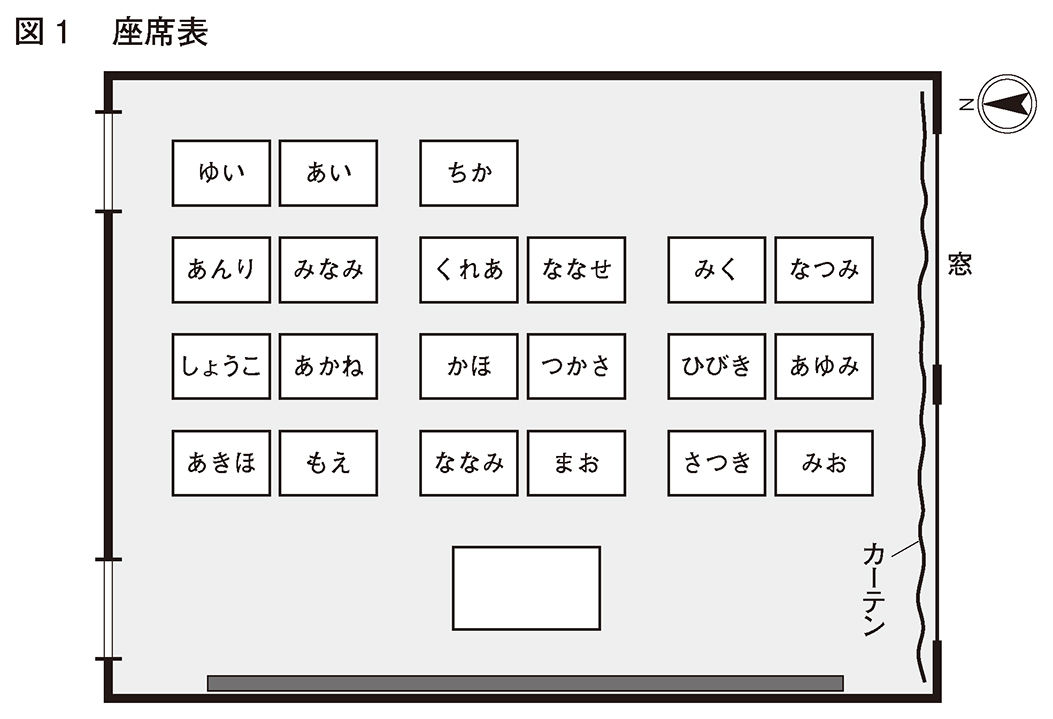 図1 座席表
N
ゆい あい ちか
あんり みなみ くれあ ななせ みく なつみ
窓
しょうこ あかね かほ つかさ ひびき あゆみ
あきほ もえ ななみ まお さつき みお
カーテン